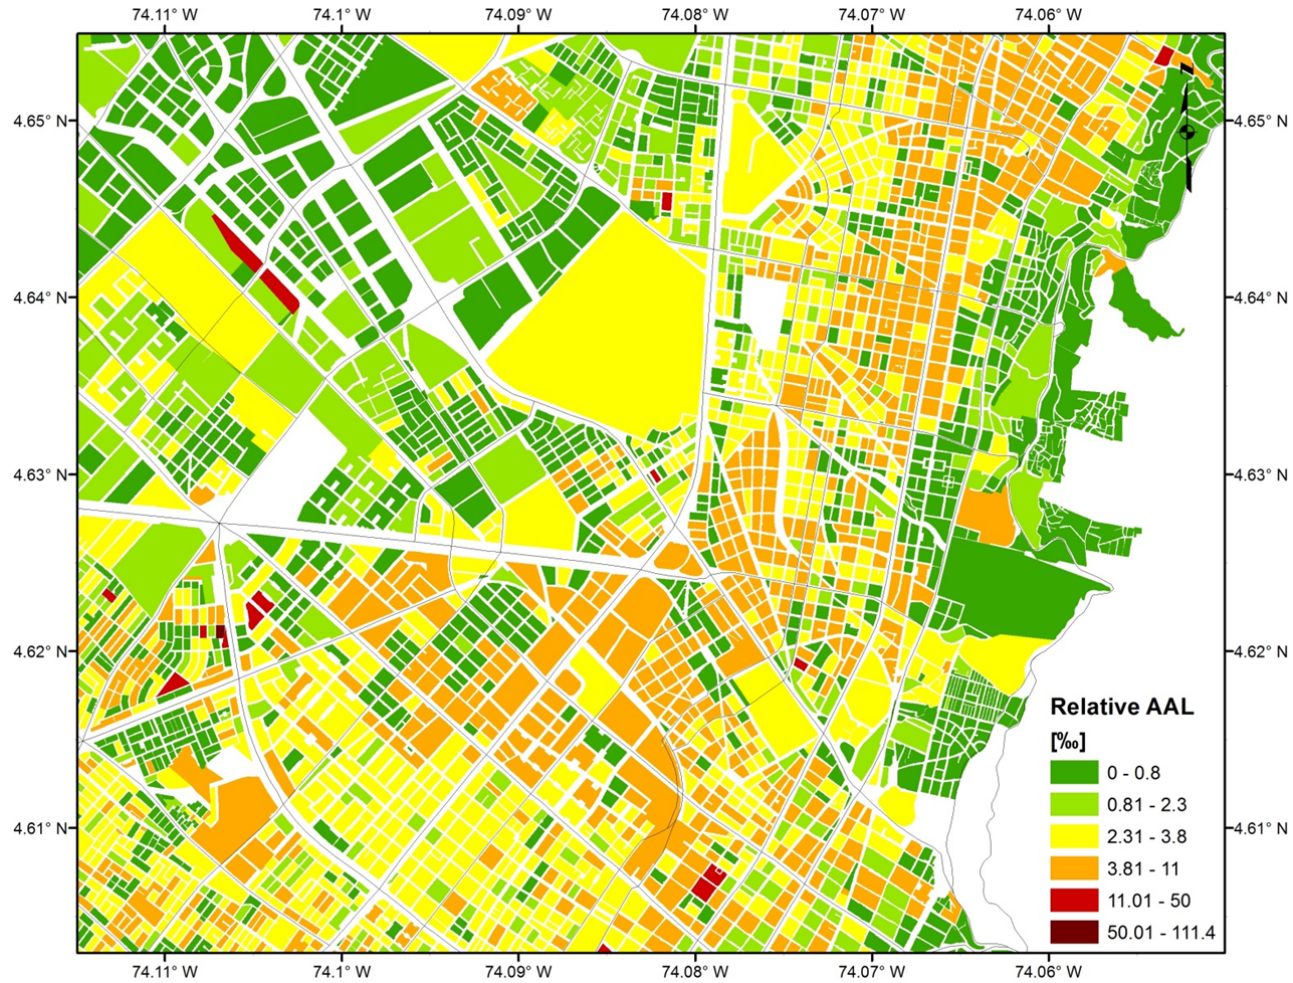 74.11° W 74.1° W 74.09° W 74.08° W 74.07° W 74.06° W
4.65° N 4.65° N
4.64° N 4.64° N
4.63° N 4.63° N
4.62° N 4.62° N
4.61° N 4.61° N
Relative AAL
[‰]
0 - 0.8
0.81 - 2.3
2.31 - 3.8
3.81 - 11
11.01 - 50
50.01 - 111.4
74.11° W 74.1° W 74.09° W 74.08° W 74.07° W 74.06° W